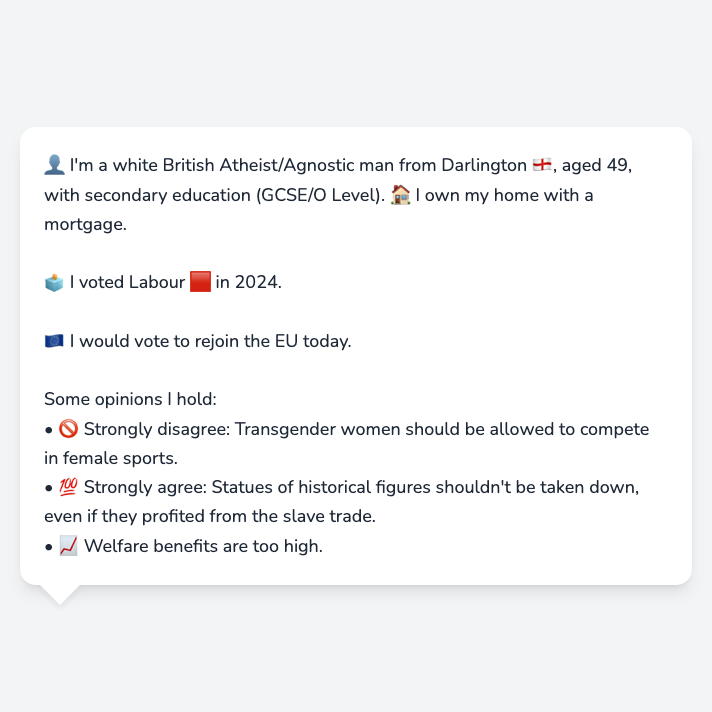 👤 I'm a white British Atheist/Agnostic man from Darlington 🏴󠁧󠁢󠁥󠁮󠁧󠁿, aged 49,
with secondary education (GCSE/O Level). 🏠 I own my home with a
mortgage.
🗳️ I voted Labour 🟥 in 2024.
🇪🇺 I would vote to rejoin the EU today.
Some opinions I hold:
• 🚫 Strongly disagree: Transgender women should be allowed to compete
in female sports.
• 💯 Strongly agree: Statues of historical figures shouldn't be taken down,
even if they profited from the slave trade.
• 📈 Welfare benefits are too high.